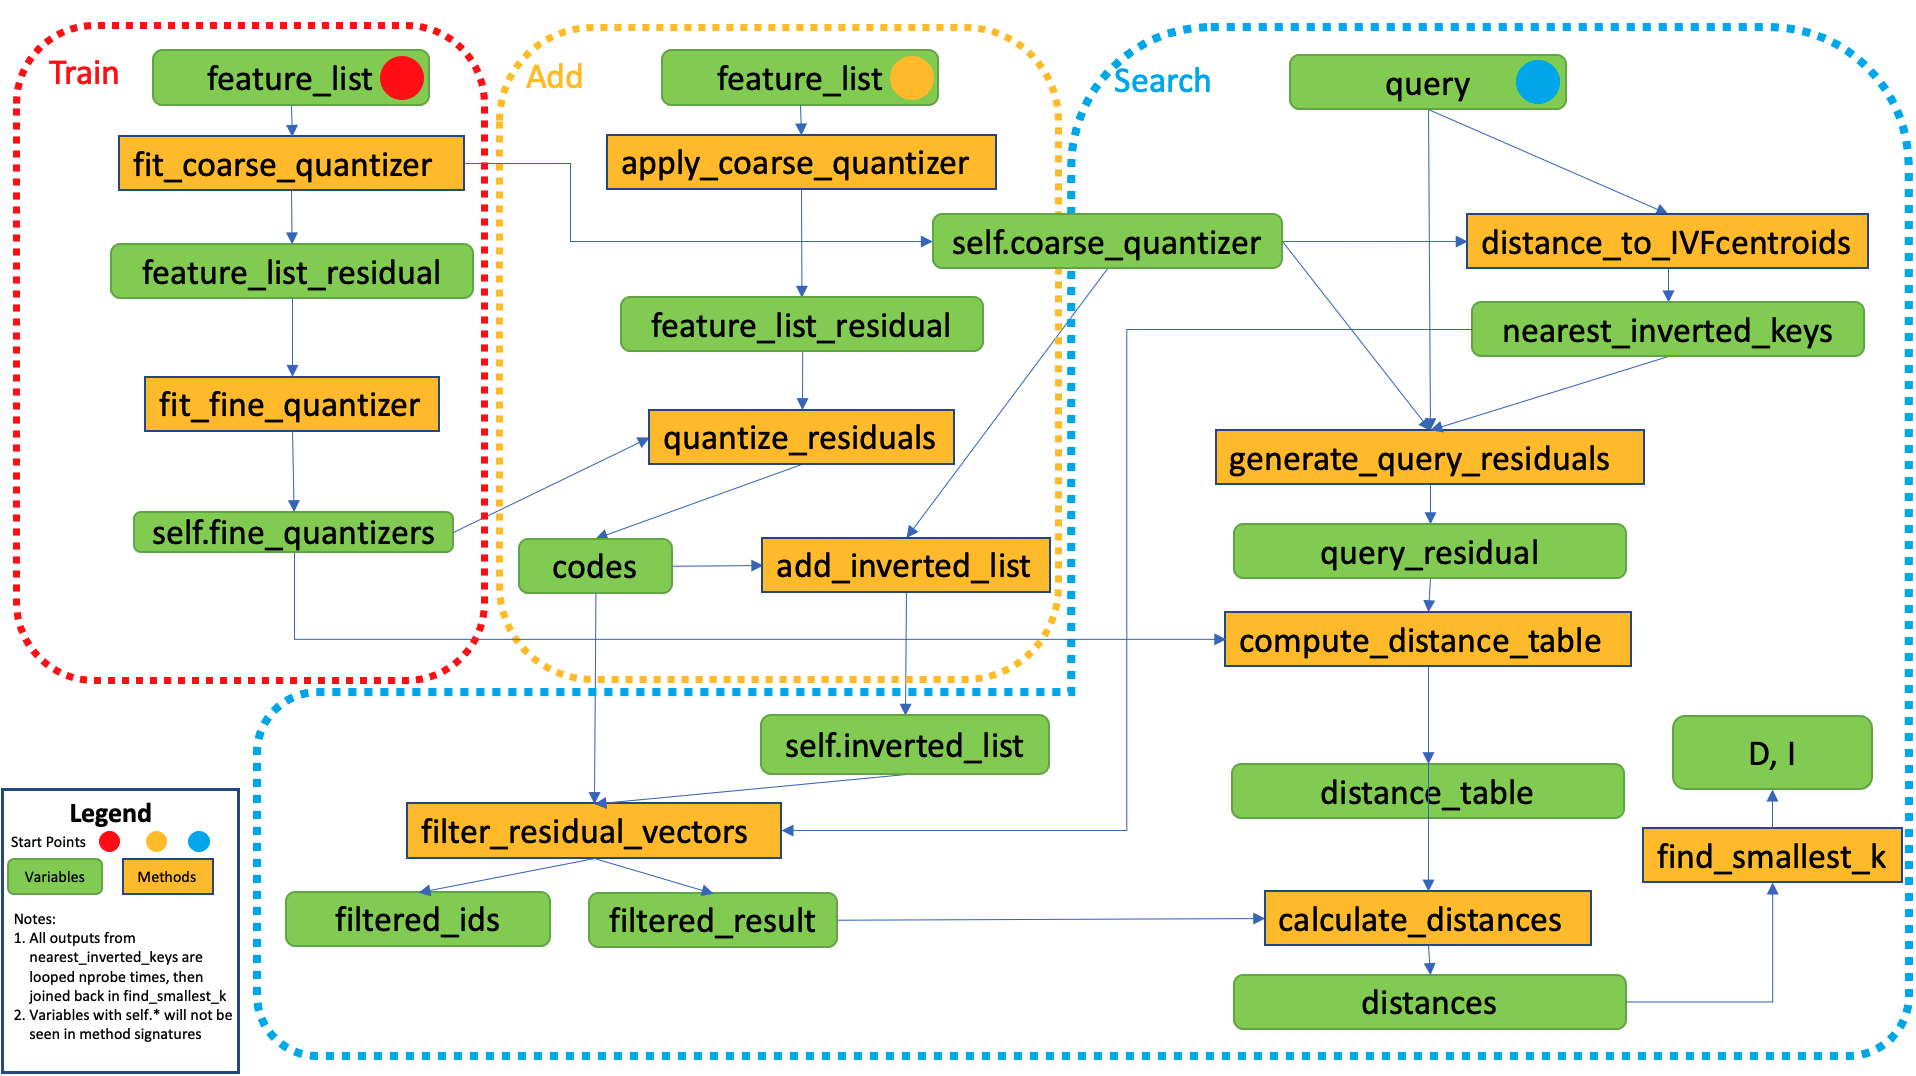 Train
feature_list
fit_coarse_quantizer
feature_list_residual
fit_fine_quantizer
self.fine_quantizers
Add
feature_list
apply_coarse_quantizer
self.coarse_quantizer
feature_list_residual
quantize_residuals
codes
add_inverted_list
Search
query
distance_to_IVFcentroids
nearest_inverted_keys
generate_query_residuals
query_residual
compute_distance_table
self.inverted_list
distance_table
D, I
filter_residual_vectors
find_smallest_k
filtered_ids
filtered_result
calculate_distances
distances
Legend
Start Points
Variables
Methods
Notes:
1. All outputs from
nearest_inverted_keys are
looped nprobe times, then
joined back in find_smallest_k
2. Variables with self.* will not be
seen in method signatures